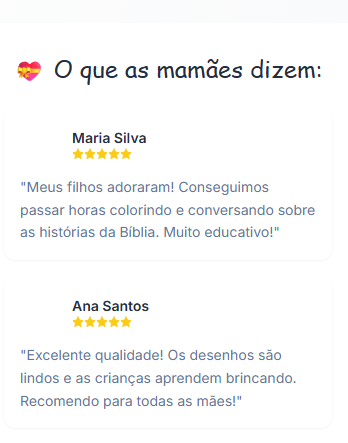 O que as mamães dizem:
Maria Silva
"Meus filhos adoraram! Conseguimos
passar horas colorindo e conversando sobre
as histórias da Bíblia. Muito educativo!"
Ana Santos
"Excelente qualidade! Os desenhos são
lindos e as crianças aprendem brincando.
Recomendo para todas as mães!"